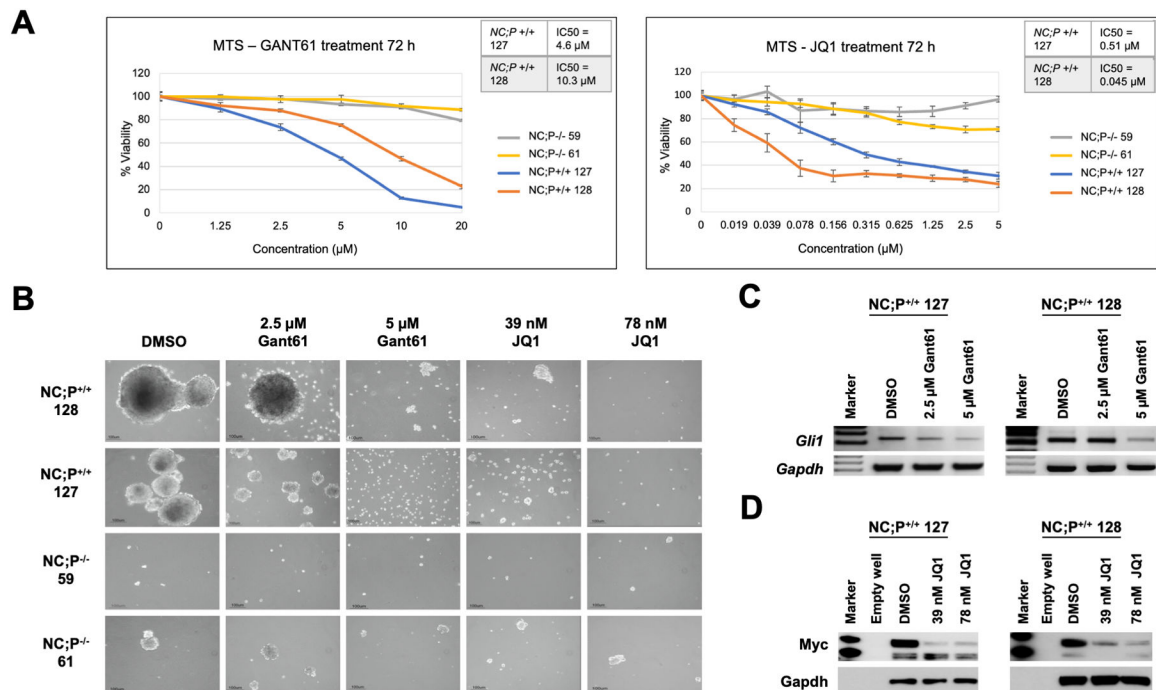 A
MTS – GANT61 treatment 72 h
NC;P +/+ 127
IC50 = 4.6 µM
NC;P +/+ 128
IC50 = 10.3 µM
% Viability
120
100
80
60
40
20
0
0 1.25 2.5 5 10 20
Concentration (µM)
NC;P-/- 59
NC;P-/- 61
NC;P+/+ 127
NC;P+/+ 128
MTS - JQ1 treatment 72 h
NC;P +/+ 127
IC50 = 0.51 µM
NC;P +/+ 128
IC50 = 0.045 µM
% Viability
120
100
80
60
40
20
0
0 0.019 0.039 0.078 0.156 0.315 0.625 1.25 2.5 5
Concentration (µM)
NC;P-/- 59
NC;P-/- 61
NC;P+/+ 127
NC;P+/+ 128
B
DMSO
2.5 µM
Gant61
5 µM
Gant61
39 nM
JQ1
78 nM
JQ1
NC;P+/+
128
NC;P+/+
127
NC;P-/-
59
NC;P-/-
61
C
NC;P+/+ 127
NC;P+/+ 128
Marker
DMSO
2.5 µM Gant61
5 µM Gant61
Marker
DMSO
2.5 µM Gant61
5 µM Gant61
Gli1
Gapdh
D
NC;P+/+ 127
NC;P+/+ 128
Marker
Empty well
DMSO
39 nM JQ1
78 nM JQ1
Marker
Empty well
DMSO
39 nM JQ1
78 nM JQ1
Myc
Gapdh